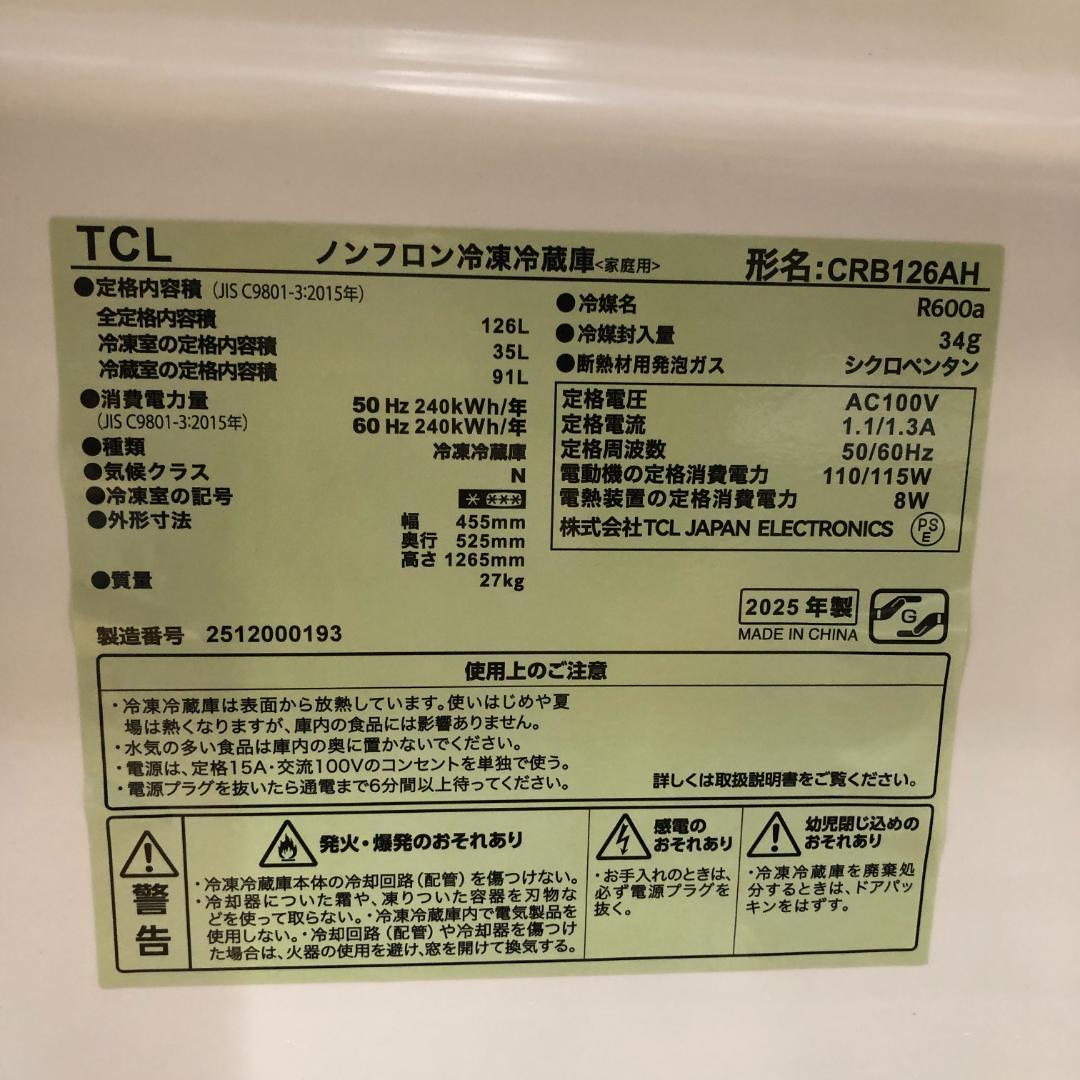 TCL ノンフロン冷凍冷蔵庫<家庭用> 形名:CRB126AH
●定格内容積(JIS C9801-3:2015年)
全定格内容積 126L
冷凍室の定格内容積 35L
冷蔵室の定格内容積 91L
●消費電力量 50 Hz 240kWh/年
(JIS C9801-3:2015年) 60 Hz 240kWh/年
●種類 冷凍冷蔵庫
●気候クラス N
●冷凍室の記号 * ***
●外形寸法 幅 455mm
奥行 525mm
高さ 1265mm
●質量 27kg
製造番号 2512000193
●冷媒名 R600a
●冷媒封入量 34g
●断熱材用発泡ガス シクロペンタン
定格電圧 AC100V
定格電流 1.1/1.3A
定格周波数 50/60Hz
電動機の定格消費電力 110/115W
電熱装置の定格消費電力 8W
株式会社TCL JAPAN ELECTRONICS PSE
2025 年製
MADE IN CHINA
G
使用上のご注意
・冷凍冷蔵庫は表面から放熱しています。使いはじめや夏
場は熱くなりますが、庫内の食品には影響ありません。
・水気の多い食品は庫内の奥に置かないでください。
・電源は、定格15A・交流100Vのコンセントを単独で使う。
・電源プラグを抜いたら通電まで6分間以上待ってください。
詳しくは取扱説明書をご覧ください。
警告
発火・爆発のおそれあり
・冷凍冷蔵庫本体の冷却回路(配管)を傷つけない。
・冷却器についた霜や、凍りついた容器を刃物な
どを使って取らない。・冷凍冷蔵庫内で電気製品を
使用しない。・冷却回路(配管)や冷却器を傷つけ
た場合は、火器の使用を避け、窓を開けて換気する。
感電の
おそれあり
・お手入れのときは、
必ず電源プラグを
抜く。
幼児閉じ込めの
おそれあり
・冷凍冷蔵庫を廃棄処
分するときは、ドアパッ
キンをはずす。